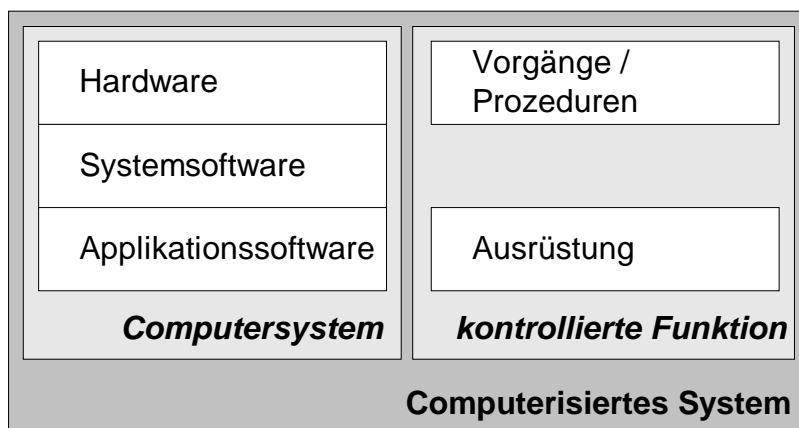 Hardware
Systemsoftware
Applikationssoftware
Computersystem
Vorgänge /
Prozeduren
Ausrüstung
kontrollierte Funktion
Computerisiertes System